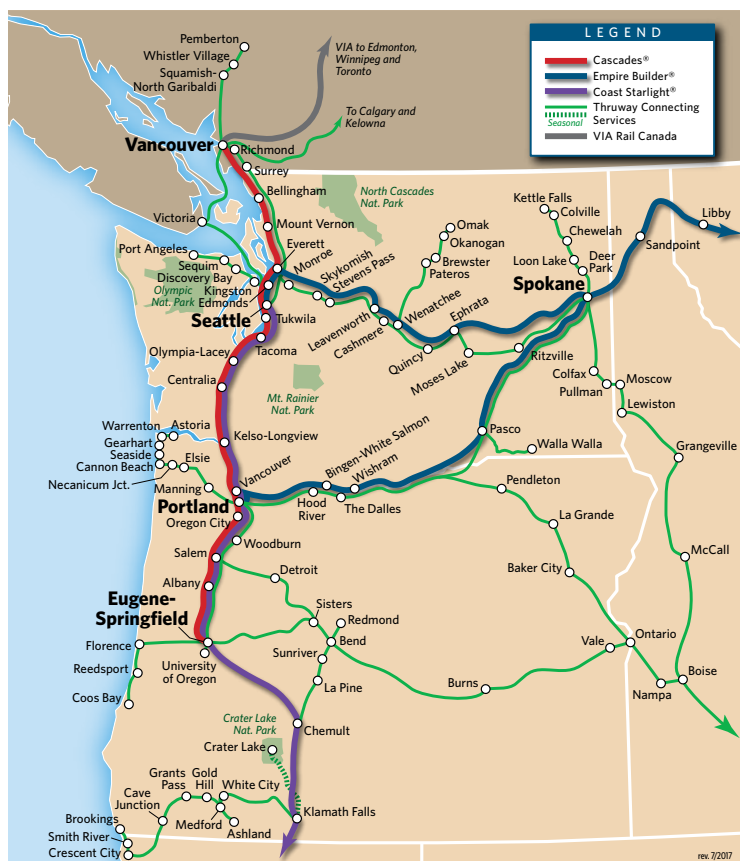 LEGEND
Cascades®
Empire Builder®
Coast Starlight®
Thruway Connecting
Services
Seasonal
VIA Rail Canada
Pemberton
Whistler Village
Squamish-
North Garibaldi
VIA to Edmonton,
Winnipeg and
Toronto
To Calgary and
Kelowna
Vancouver
Richmond
Surrey
Bellingham
North Cascades
Nat. Park
Victoria
Mount Vernon
Everett
Monroe
Skykomish
Stevens Pass
Port Angeles
Sequim
Discovery Bay
Olympic
Nat. Park
Kingston
Edmonds
Seattle
Tukwila
Tacoma
Leavenworth
Cashmere
Wenatchee
Omak
Okanogan
Brewster
Pateros
Quincy
Ephrata
Moses Lake
Ritzville
Kettle Falls
Colville
Chewelah
Loon Lake
Deer
Park
Spokane
Sandpoint
Libby
Olympia-Lacey
Centralia
Mt. Rainier
Nat. Park
Colfax
Pullman
Moscow
Lewiston
Grangeville
Warrenton
Astoria
Gearhart
Seaside
Cannon Beach
Elsie
Necanicum Jct.
Manning
Kelso-Longview
Vancouver
Portland
Oregon City
Bingen-White Salmon
Wishram
Hood
River
The Dalles
Pasco
Walla Walla
Pendleton
La Grande
Baker City
McCall
Woodburn
Salem
Detroit
Albany
Eugene-
Springfield
Sisters
Redmond
Bend
Sunriver
La Pine
Florence
Reedsport
Coos Bay
University
of Oregon
Burns
Vale
Ontario
Nampa
Boise
Crater Lake
Nat. Park
Crater Lake
Chemult
Grants
Pass
Gold
Hill
White City
Cave
Junction
Medford
Ashland
Klamath Falls
Brookings
Smith River
Crescent City
rev. 7/2017